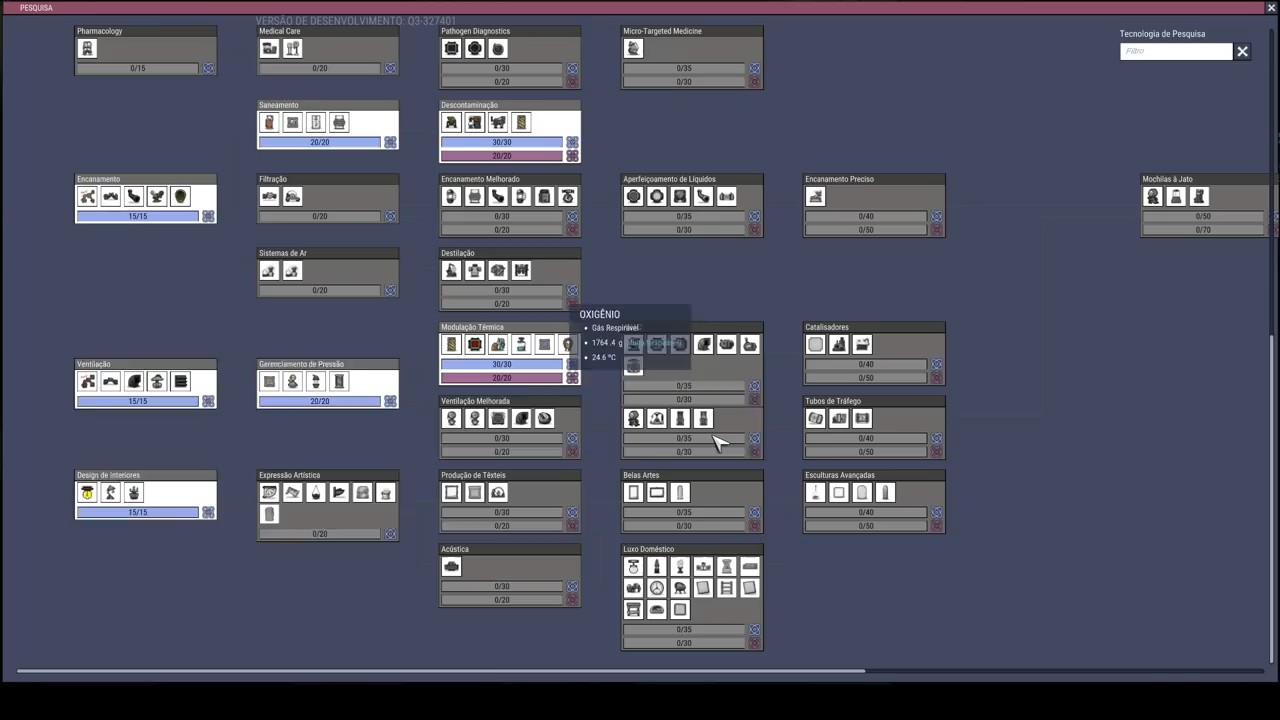 PESQUISA
VERSÃO DE DESENVOLVIMENTO: Q3-327401
Pharmacology
Medical Care
Pathogen Diagnostics
Micro-Targeted Medicine
Tecnologia de Pesquisa
Filtro
0/15
0/20
0/30
0/20
0/35
0/30
Saneamento
Descontaminação
20/20
30/30
20/20
Encanamento
Filtração
Encanamento Melhorado
Aperfeiçoamento de Líquidos
Encanamento Preciso
Mochilas à Jato
15/15
0/20
0/30
0/20
0/35
0/30
0/40
0/50
0/50
0/70
Sistemas de Ar
Destilação
0/20
0/30
0/20
OXIGÊNIO
• Gás Respirável
• 1764.4 g
• 24.6 ºC
Modulação Térmica
Catalisadores
30/30
20/20
0/35
0/30
0/40
0/50
Ventilação
Gerenciamento de Pressão
15/15
20/20
Ventilação Melhorada
Tubos de Tráfego
0/30
0/20
0/35
0/30
0/40
0/50
Design de Interiores
Expressão Artística
Produção de Têxteis
Belas Artes
Esculturas Avançadas
15/15
0/20
0/30
0/20
0/35
0/30
0/40
0/50
Acústica
Luxo Doméstico
0/30
0/20
0/35
0/30